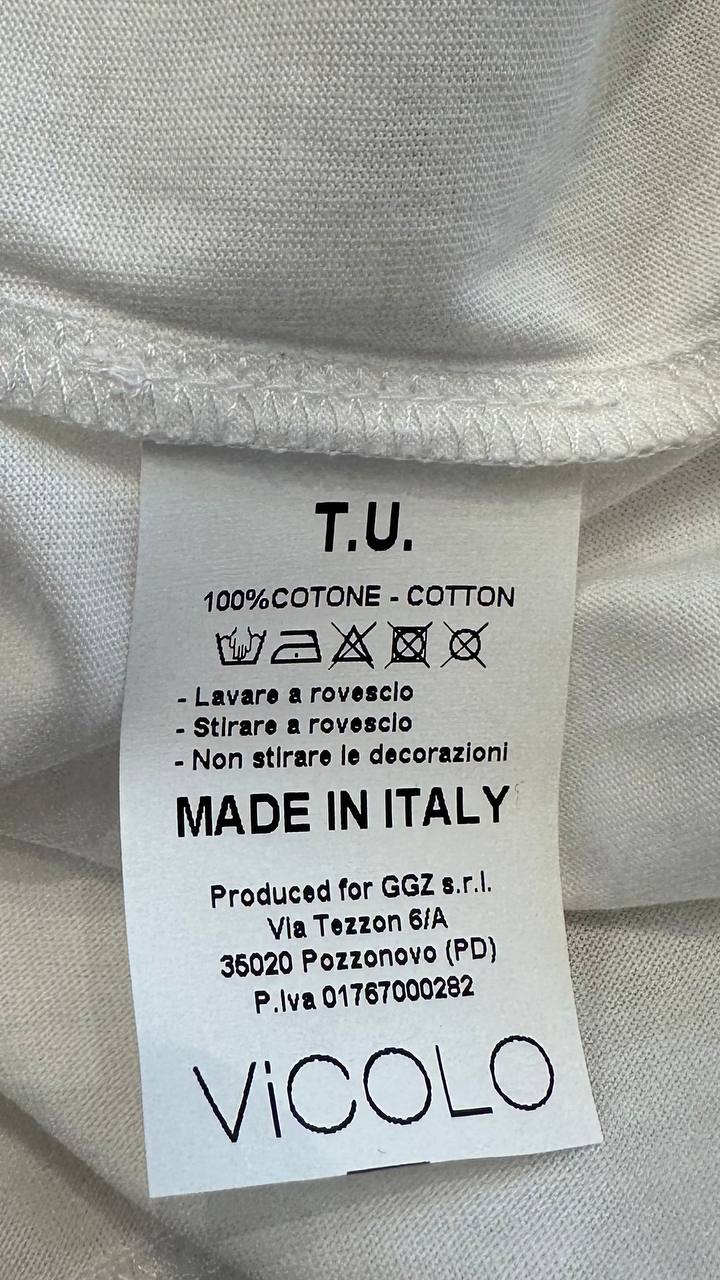 T.U.
100%COTONE - COTTON
- Lavare a rovescio
- Stirare a rovescio
- Non stirare le decorazioni
MADE IN ITALY
Produced for GGZ s.r.l.
Via Tezzon 6/A
35020 Pozzonovo (PD)
P.Iva 01767000282
ViCOLO